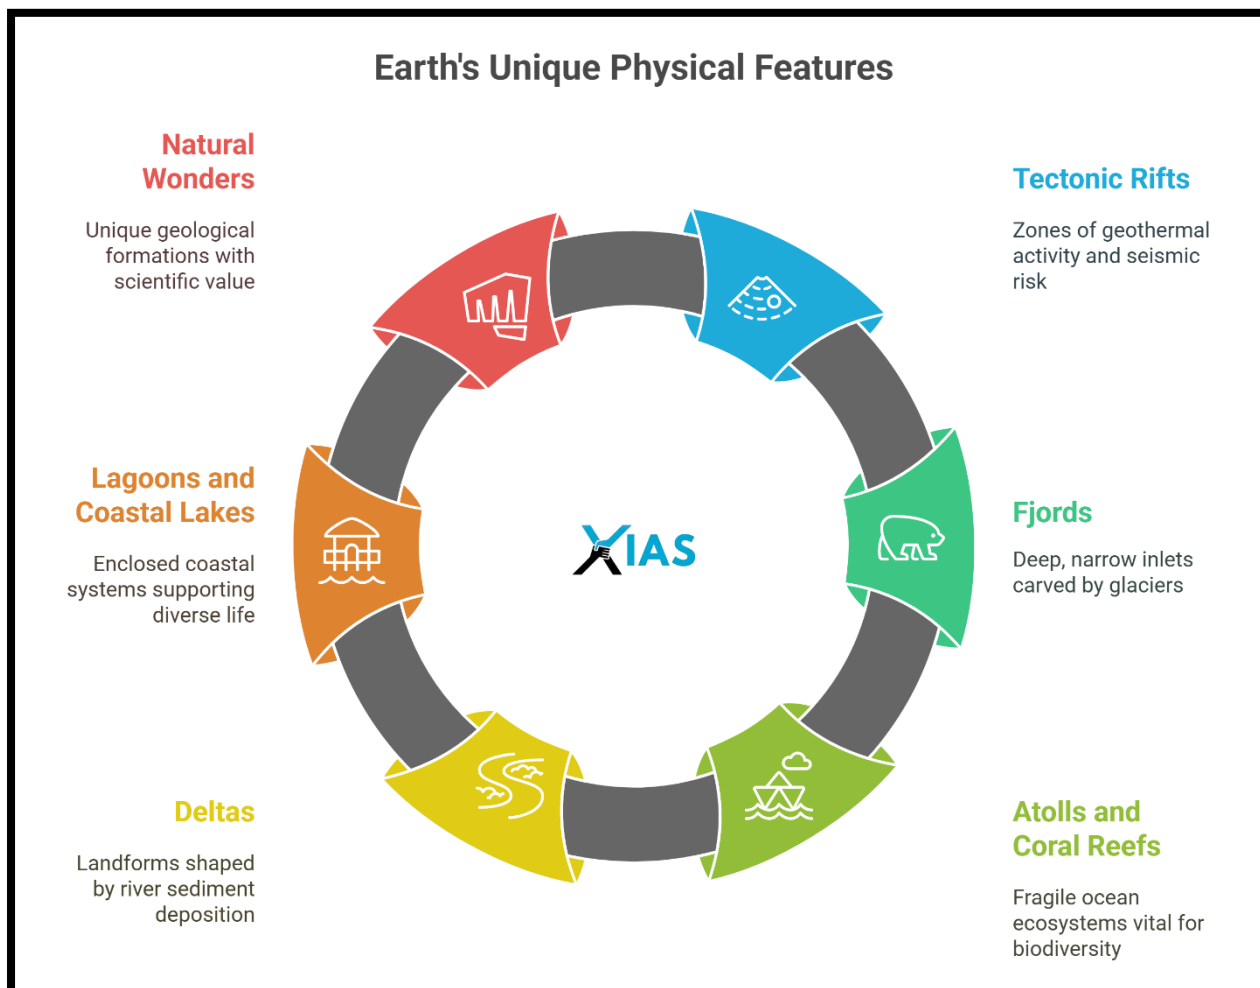 Earth's Unique Physical Features
Natural
Wonders
Unique geological
formations with
scientific value
Tectonic Rifts
Zones of geothermal
activity and seismic
risk
Lagoons and
Coastal Lakes
Enclosed coastal
systems supporting
diverse life
XIAS
Fjords
Deep, narrow inlets
carved by glaciers
Deltas
Landforms shaped
by river sediment
deposition
Atolls and
Coral Reefs
Fragile ocean
ecosystems vital for
biodiversity